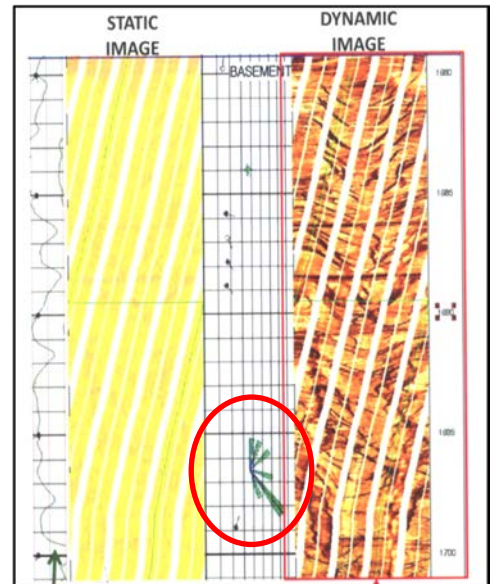 STATIC
IMAGE
DYNAMIC
IMAGE
BASEMENT
1680
1685
1690
1695
1700